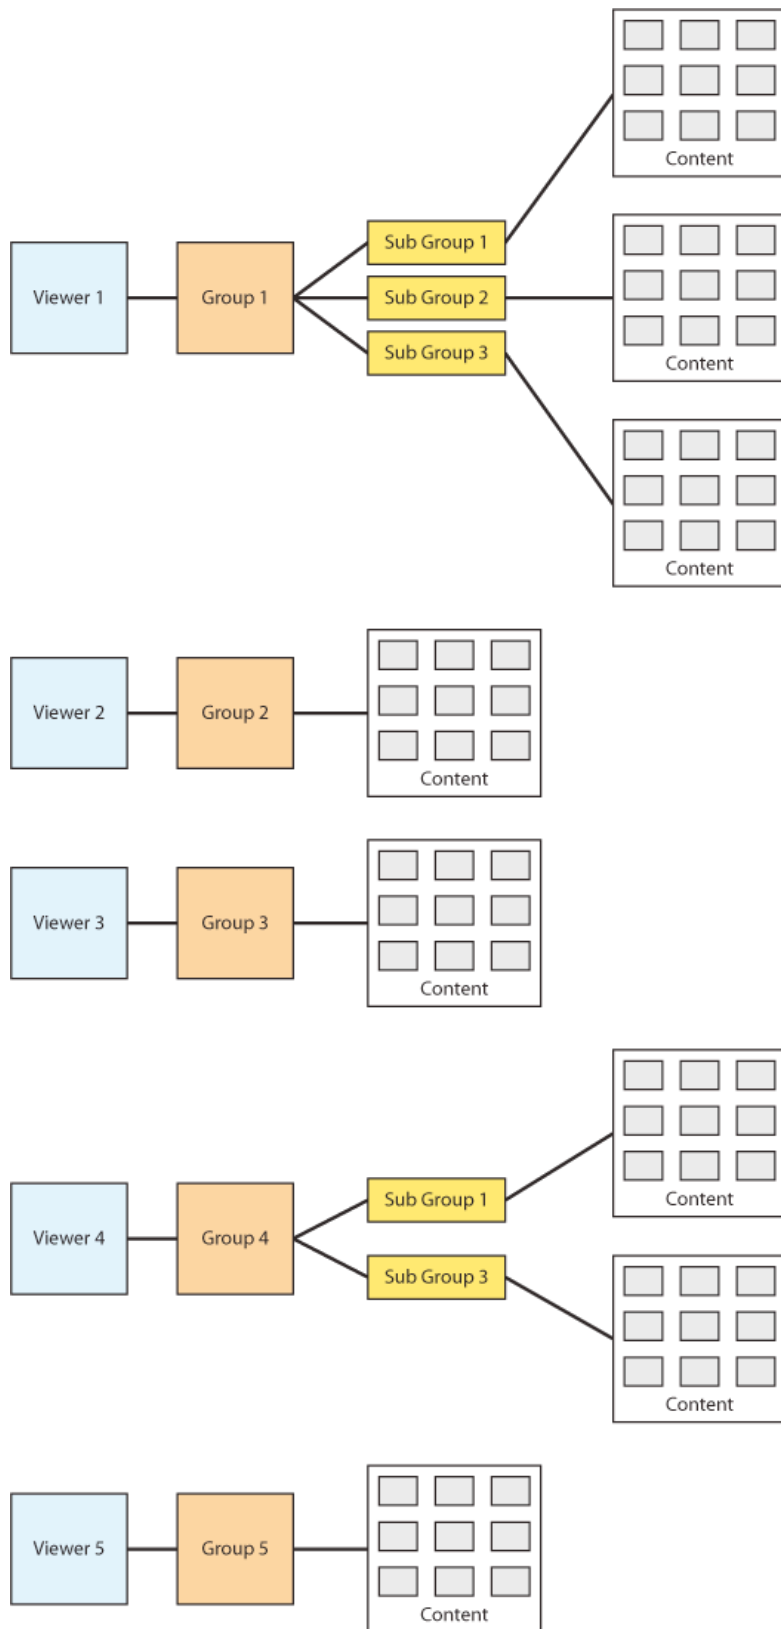 Content
Sub Group 1
Viewer 1
Group 1
Sub Group 2
Content
Sub Group 3
Content
Viewer 2
Group 2
Content
Viewer 3
Group 3
Content
Content
Sub Group 1
Viewer 4
Group 4
Sub Group 3
Content
Viewer 5
Group 5
Content